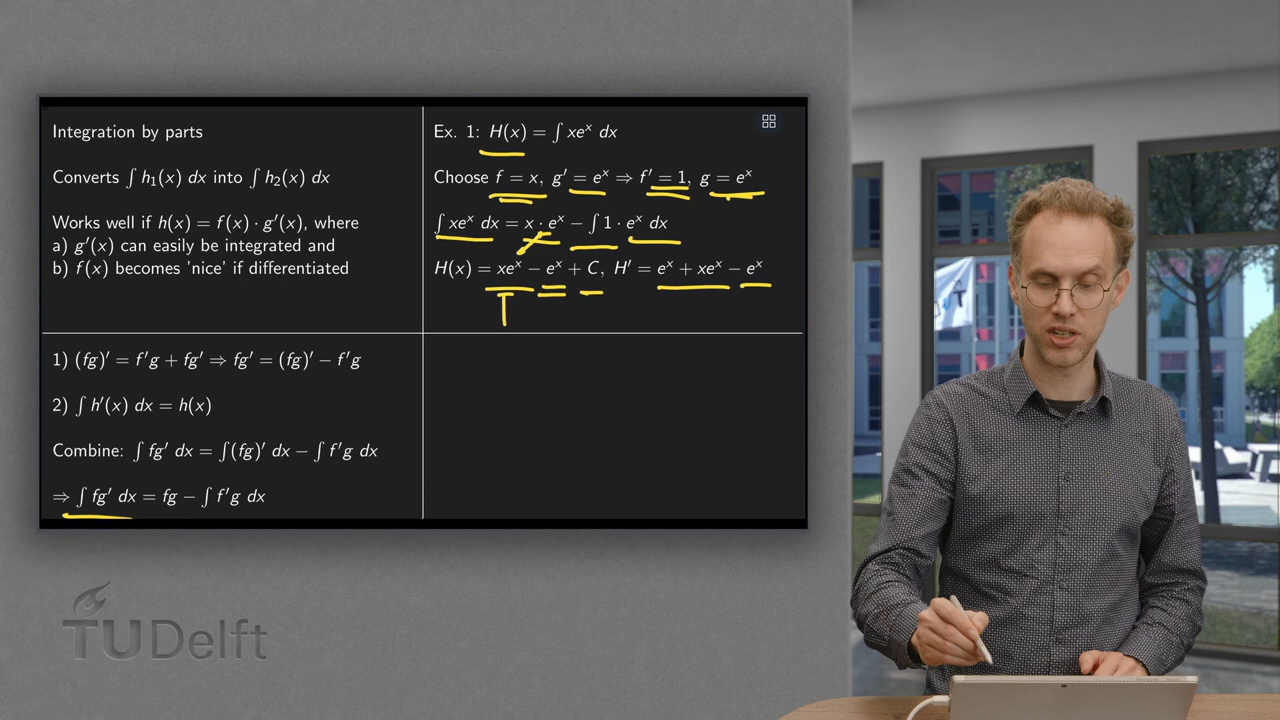 Integration by parts
Converts ∫ h₁(x) dx into ∫ h₂(x) dx
Works well if h(x) = f(x) · g′(x), where
a) g′(x) can easily be integrated and
b) f(x) becomes 'nice' if differentiated
Ex. 1: H(x) = ∫ xeˣ dx
Choose f = x, g′ = eˣ ⇒ f′ = 1, g = eˣ
∫ xeˣ dx = x · eˣ − ∫ 1 · eˣ dx
H(x) = xeˣ − eˣ + C, H′ = eˣ + xeˣ − eˣ
1) (fg)′ = f′g + fg′ ⇒ fg′ = (fg)′ − f′g
2) ∫ h′(x) dx = h(x)
Combine: ∫ fg′ dx = ∫(fg)′ dx − ∫ f′g dx
⇒ ∫ fg′ dx = fg − ∫ f′g dx
TUDelft